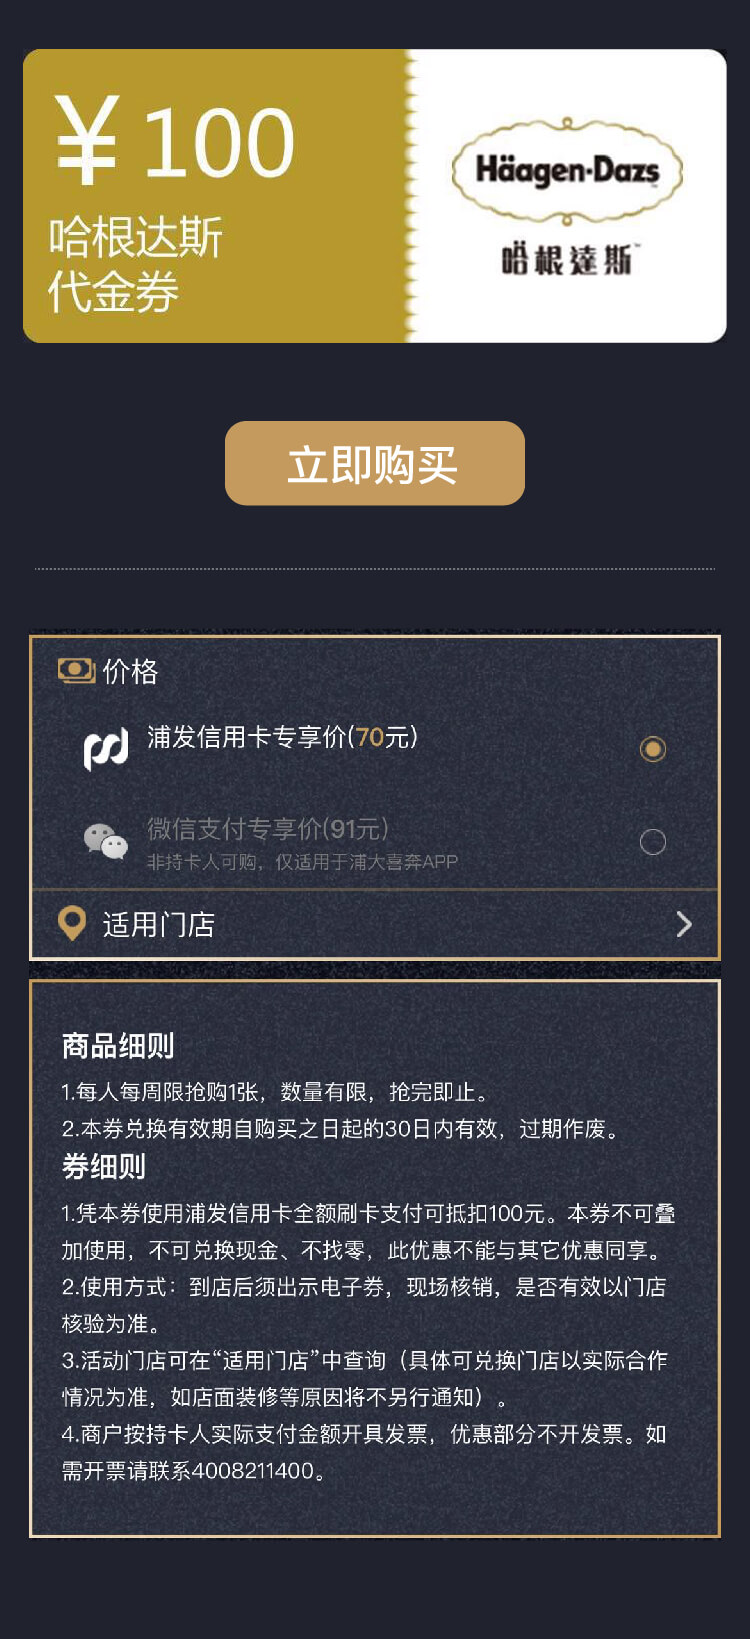 ¥100
哈根达斯
代金券
Häagen-Dazs
哈根達斯™
立即购买
价格
浦发信用卡专享价(70元)
微信支付专享价(91元)
非持卡人可购，仅适用于浦大喜奔APP
适用门店
商品细则
1.每人每周限抢购1张，数量有限，抢完即止。
2.本券兑换有效期自购买之日起的30日内有效，过期作废。
券细则
1.凭本券使用浦发信用卡全额刷卡支付可抵扣100元。本券不可叠
加使用，不可兑换现金、不找零，此优惠不能与其它优惠同享。
2.使用方式：到店后须出示电子券，现场核销，是否有效以门店
核验为准。
3.活动门店可在“适用门店”中查询（具体可兑换门店以实际合作
情况为准，如店面装修等原因将不另行通知）。
4.商户按持卡人实际支付金额开具发票，优惠部分不开发票。如
需开票请联系4008211400。